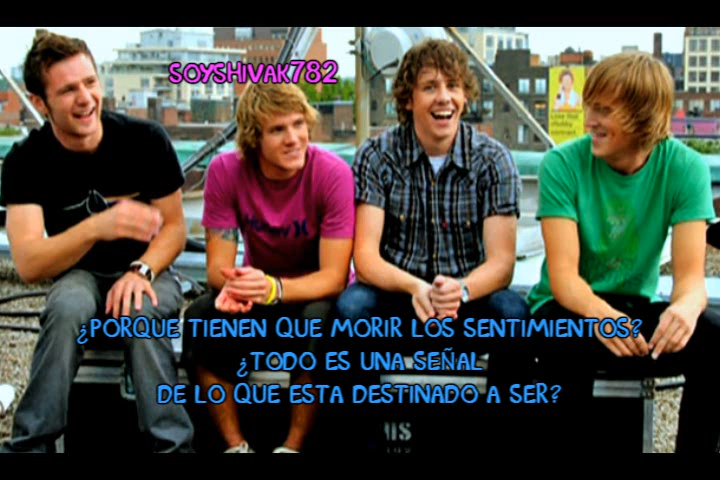 SOYSHIVAK782
¿PORQUE TIENEN QUE MORIR LOS SENTIMIENTOS?
¿TODO ES UNA SEÑAL
DE LO QUE ESTA DESTINADO A SER?